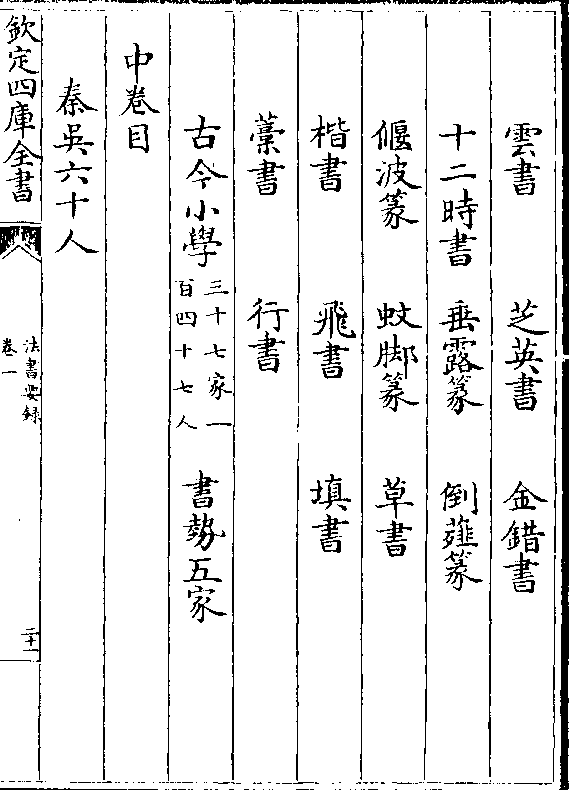 雲書　芝英書　金錯書
十二時書　垂露篆　倒薤篆
偃波篆　蚊脚篆　草書
楷書　飛書　填書
藁書　行書
古今小學三十七家一百四十七人　書勢五家
中卷目
秦吳六十人
欽定四庫全書　法書要録卷一　二十一